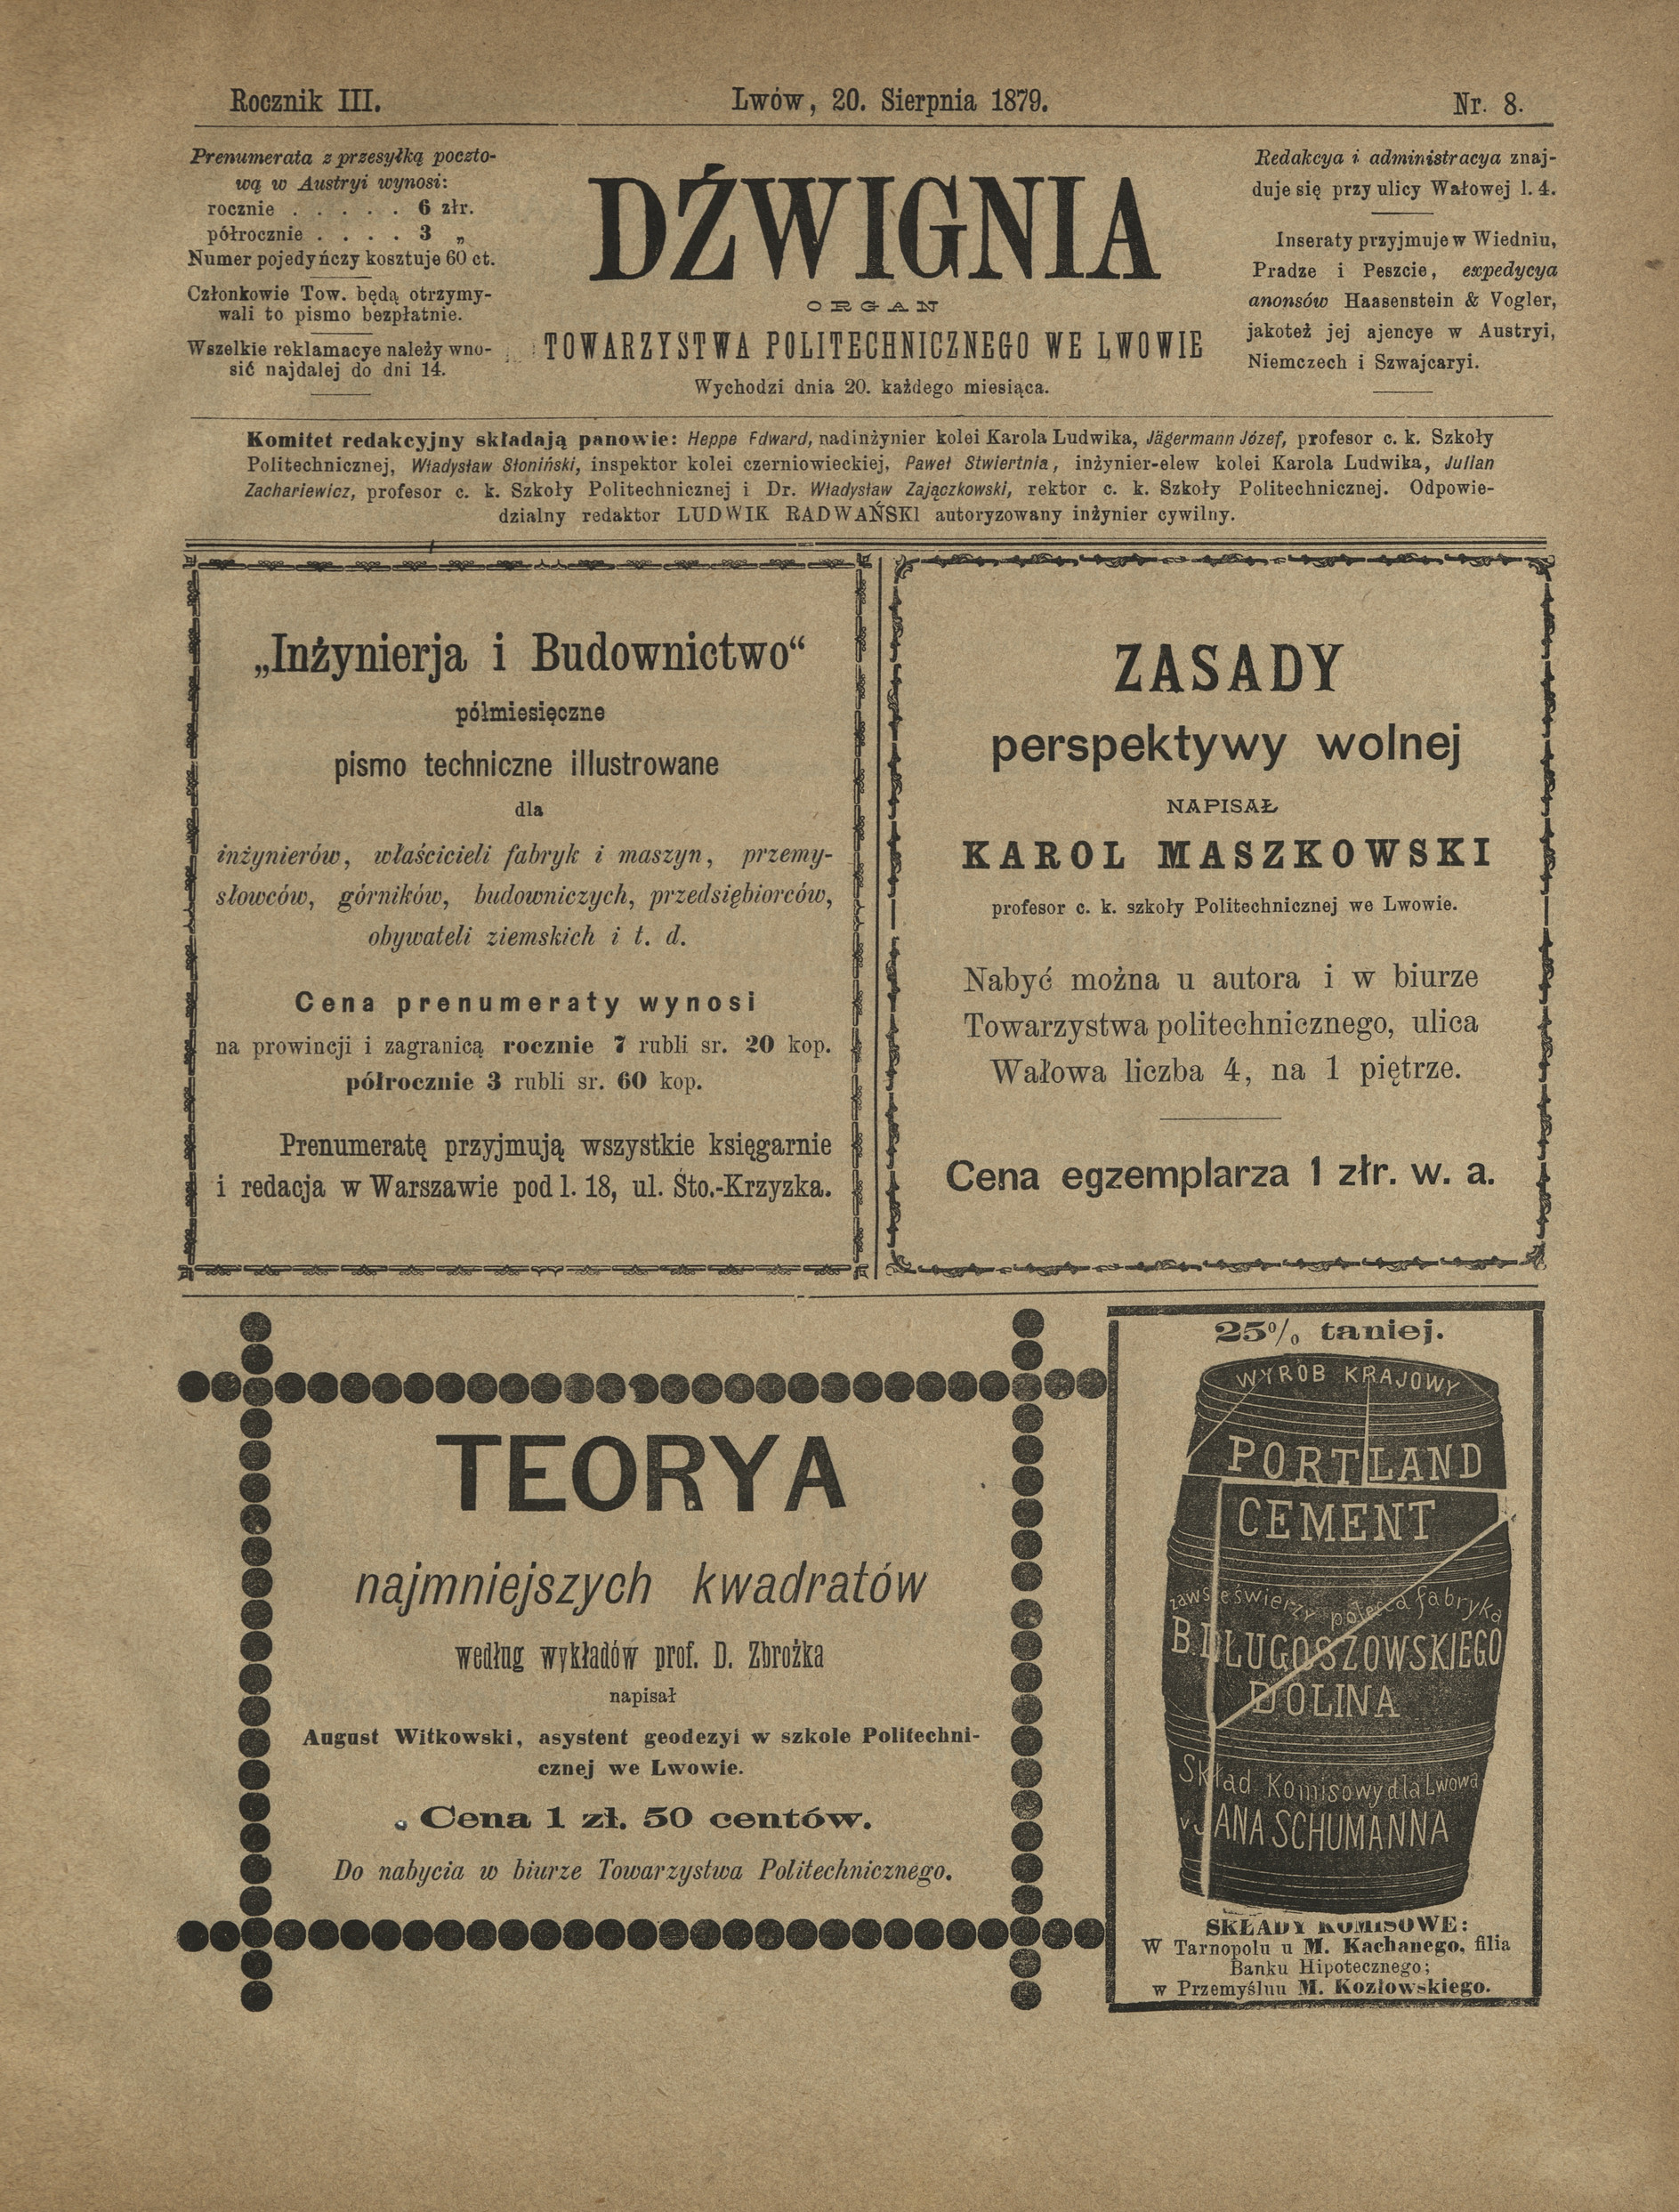 Rocznik III.
Lwów, 20. Sierpnia 1879.
Nr. 8.
Prenumerata z przesyłką poczto-
wą w Austryi wynosi:
rocznie . . . . . 6 złr.
półrocznie . . . . 3 „
Numer pojedyńczy kosztuje 60 ct.
Członkowie Tow. będą otrzymy-
wali to pismo bezpłatnie.
Wszelkie reklamacye należy wno-
sić najdalej do dni 14.
DŹWIGNIA
ORGAN
TOWARZYSTWA POLITECHNICZNEGO WE LWOWIE
Wychodzi dnia 20. każdego miesiąca.
Redakcya i administracya znaj-
duje się przy ulicy Wałowej l. 4.
Inseraty przyjmuje w Wiedniu,
Pradze i Peszcie, expedycya
anonsów Haasenstein & Vogler,
jakoteż jej ajencye w Austryi,
Niemczech i Szwajcaryi.
Komitet redakcyjny składają panowie: Heppe Edward, nadinżynier kolei Karola Ludwika, Jägermann Józef, profesor c. k. Szkoły
Politechnicznej, Władysław Słoniński, inspektor kolei czerniowieckiej, Paweł Stwiertnia, inżynier-elew kolei Karola Ludwika, Julian
Zachariewicz, profesor c. k. Szkoły Politechnicznej i Dr. Władysław Zajączkowski, rektor c. k. Szkoły Politechnicznej. Odpowie-
dzialny redaktor LUDWIK RADWAŃSKI autoryzowany inżynier cywilny.
„Inżynierja i Budownictwo“
półmiesięczne
pismo techniczne illustrowane
dla
inżynierów, właścicieli fabryk i maszyn, przemy-
słowców, górników, budowniczych, przedsiębiorców,
obywateli ziemskich i t. d.
Cena prenumeraty wynosi
na prowincji i zagranicą rocznie 7 rubli sr. 20 kop.
półrocznie 3 rubli sr. 60 kop.
Prenumeratę przyjmują wszystkie księgarnie
i redacja w Warszawie pod l. 18, ul. Śto.-Krzyzka.
ZASADY
perspektywy wolnej
NAPISAŁ
KAROL MASZKOWSKI
profesor c. k. szkoły Politechnicznej we Lwowie.
Nabyć można u autora i w biurze
Towarzystwa politechnicznego, ulica
Wałowa liczba 4, na 1 piętrze.
Cena egzemplarza 1 złr. w. a.
TEORYA
najmniejszych kwadratów
według wykładów prof. D. Zbrożka
napisał
August Witkowski, asystent geodezyi w szkole Politechni-
cznej we Lwowie.
Cena 1 zł. 50 centów.
Do nabycia w biurze Towarzystwa Politechnicznego.
25% taniej.
WYRÓB KRAJOWY
PORTLAND
CEMENT
zawsze świerzy poleca fabryka
B. DŁUGOSZOWSKIEGO
DOLINA
Skład Komisowy dla Lwowa
JANA SCHUMANNA
SKŁADY KOMISOWE:
W Tarnopolu u M. Kachanego, filia
Banku Hipotecznego;
w Przemyśluu M. Kozłowskiego.